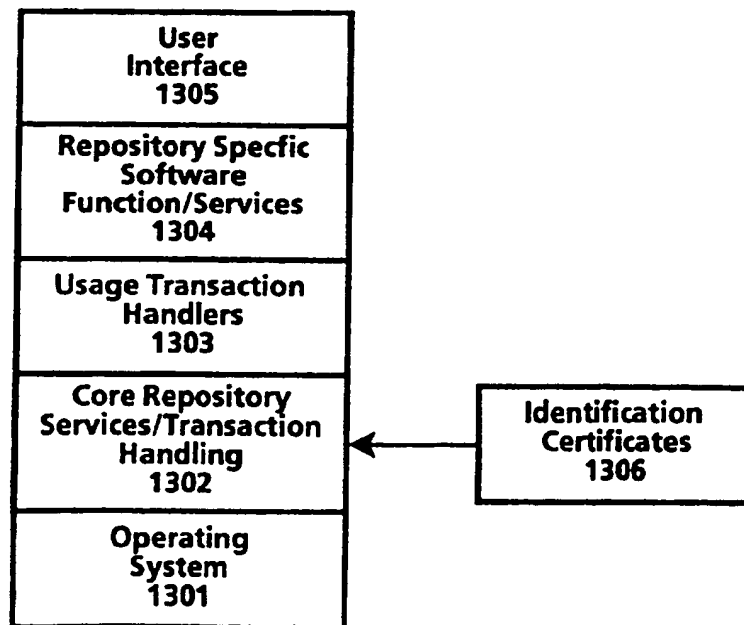 User
Interface
1305
Repository Specfic
Software
Function/Services
1304
Usage Transaction
Handlers
1303
Core Repository
Services/Transaction
Handling
1302
Identification
Certificates
1306
Operating
System
1301